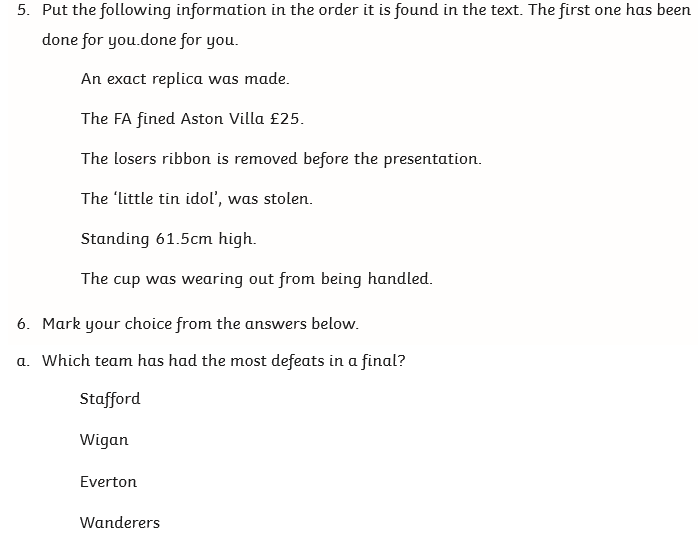 5. Put the following information in the order it is found in the text. The first one has been
done for you.done for you.
An exact replica was made.
The FA fined Aston Villa £25.
The losers ribbon is removed before the presentation.
The ‘little tin idol’, was stolen.
Standing 61.5cm high.
The cup was wearing out from being handled.
6. Mark your choice from the answers below.
a. Which team has had the most defeats in a final?
Stafford
Wigan
Everton
Wanderers